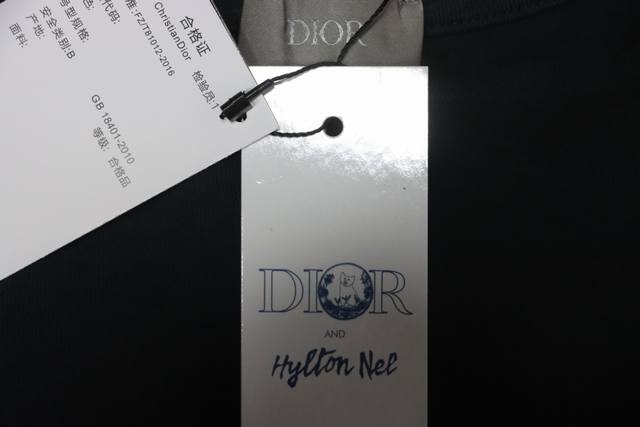 合格证
ChristianDior
检验员:1
代码:
准:FZ/T81012-2016
色:
号型规格:
安全类别:B
产地:
面料:
GB 18401-2010
等级: 合格品
DIOR
DIOR
AND
Hylton Nel